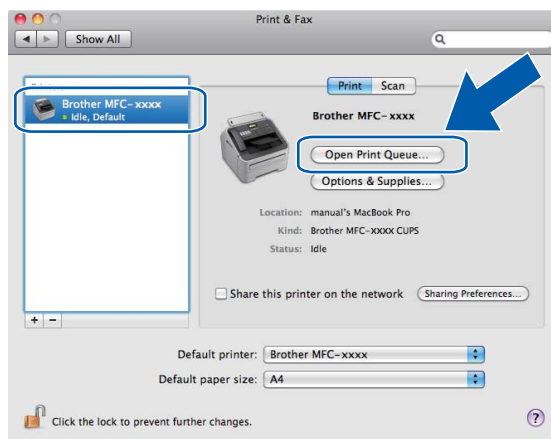 Print & Fax
Show All
Print Scan
Brother MFC-xxxx
Idle, Default
Brother MFC-xxxx
Open Print Queue...
Options & Supplies...
Location: manual's MacBook Pro
Kind: Brother MFC-XXXX CUPS
Status: Idle
Share this printer on the network Sharing Preferences...
+ −
Default printer: Brother MFC-xxxx
Default paper size: A4
Click the lock to prevent further changes. ?